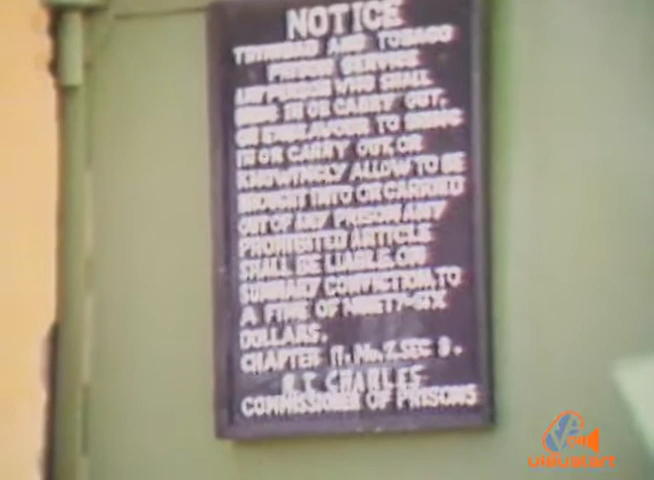 NOTICE
TRINIDAD AND TOBAGO
PRISON SERVICE
ANY PERSON WHO SHALL
BRING IN OR CARRY OUT,
OR ENDEAVOUR TO BRING
IN OR CARRY OUT OR
KNOWINGLY ALLOW TO BE
BROUGHT INTO OR CARRIED
OUT OF ANY PRISON ANY
PROHIBITED ARTICLE
SHALL BE LIABLE ON
SUMMARY CONVICTION TO
A FINE OF NINETY-SIX
DOLLARS.
CHAPTER 11. No. 7. SEC 9.
CHARLES
COMMISSIONER OF PRISONS